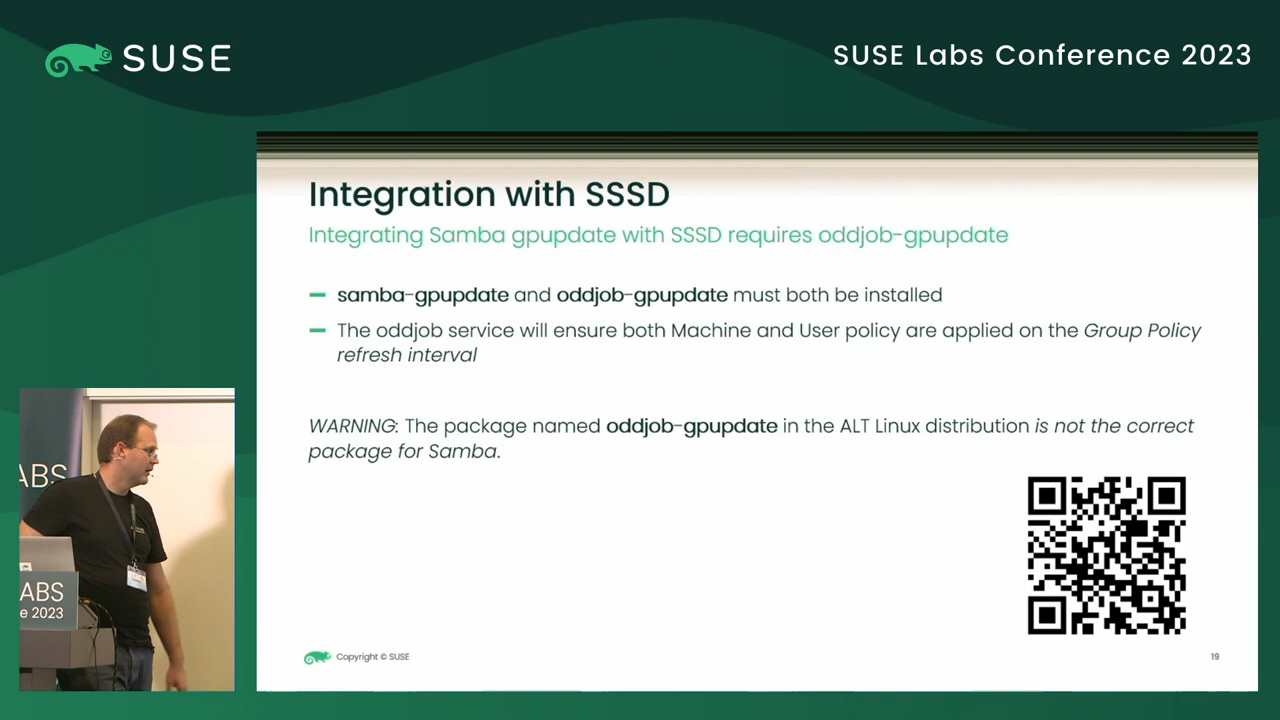 SUSE
SUSE Labs Conference 2023
Integration with SSSD
Integrating Samba gpupdate with SSSD requires oddjob-gpupdate
samba-gpupdate and oddjob-gpupdate must both be installed
The oddjob service will ensure both Machine and User policy are applied on the Group Policy
refresh interval
WARNING: The package named oddjob-gpupdate in the ALT Linux distribution is not the correct
package for Samba.
ABS
ABS
e 2023
Copyright © SUSE
19